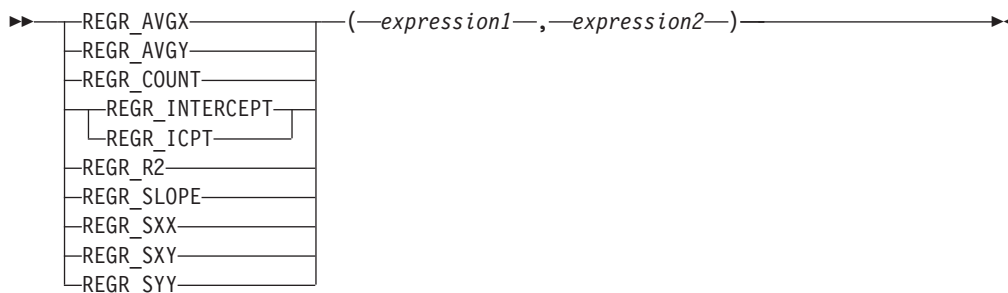 REGR_AVGX ( expression1 , expression2 )
REGR_AVGY
REGR_COUNT
REGR_INTERCEPT
REGR_ICPT
REGR_R2
REGR_SLOPE
REGR_SXX
REGR_SXY
REGR_SYY